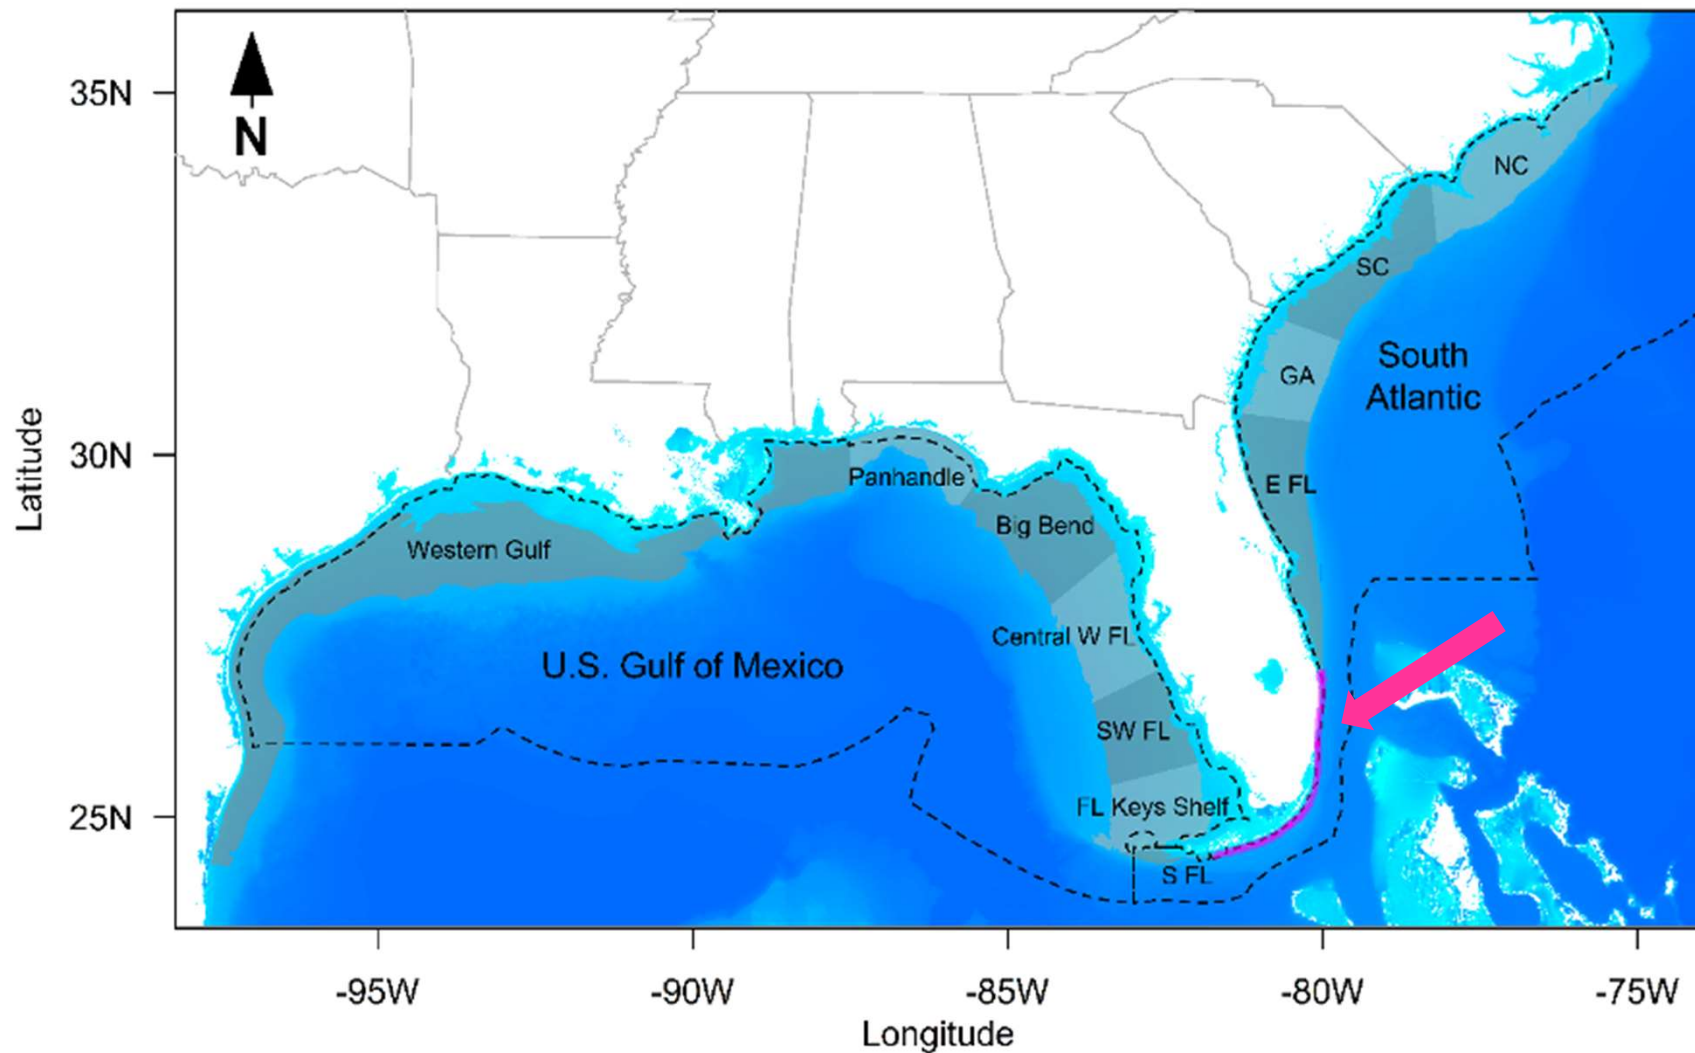 35N
N
NC
SC
South
Atlantic
GA
30N
Panhandle
E FL
Big Bend
Western Gulf
Central W FL
U.S. Gulf of Mexico
SW FL
25N
FL Keys Shelf
S FL
-95W
-90W
-85W
-80W
-75W
Longitude
Latitude